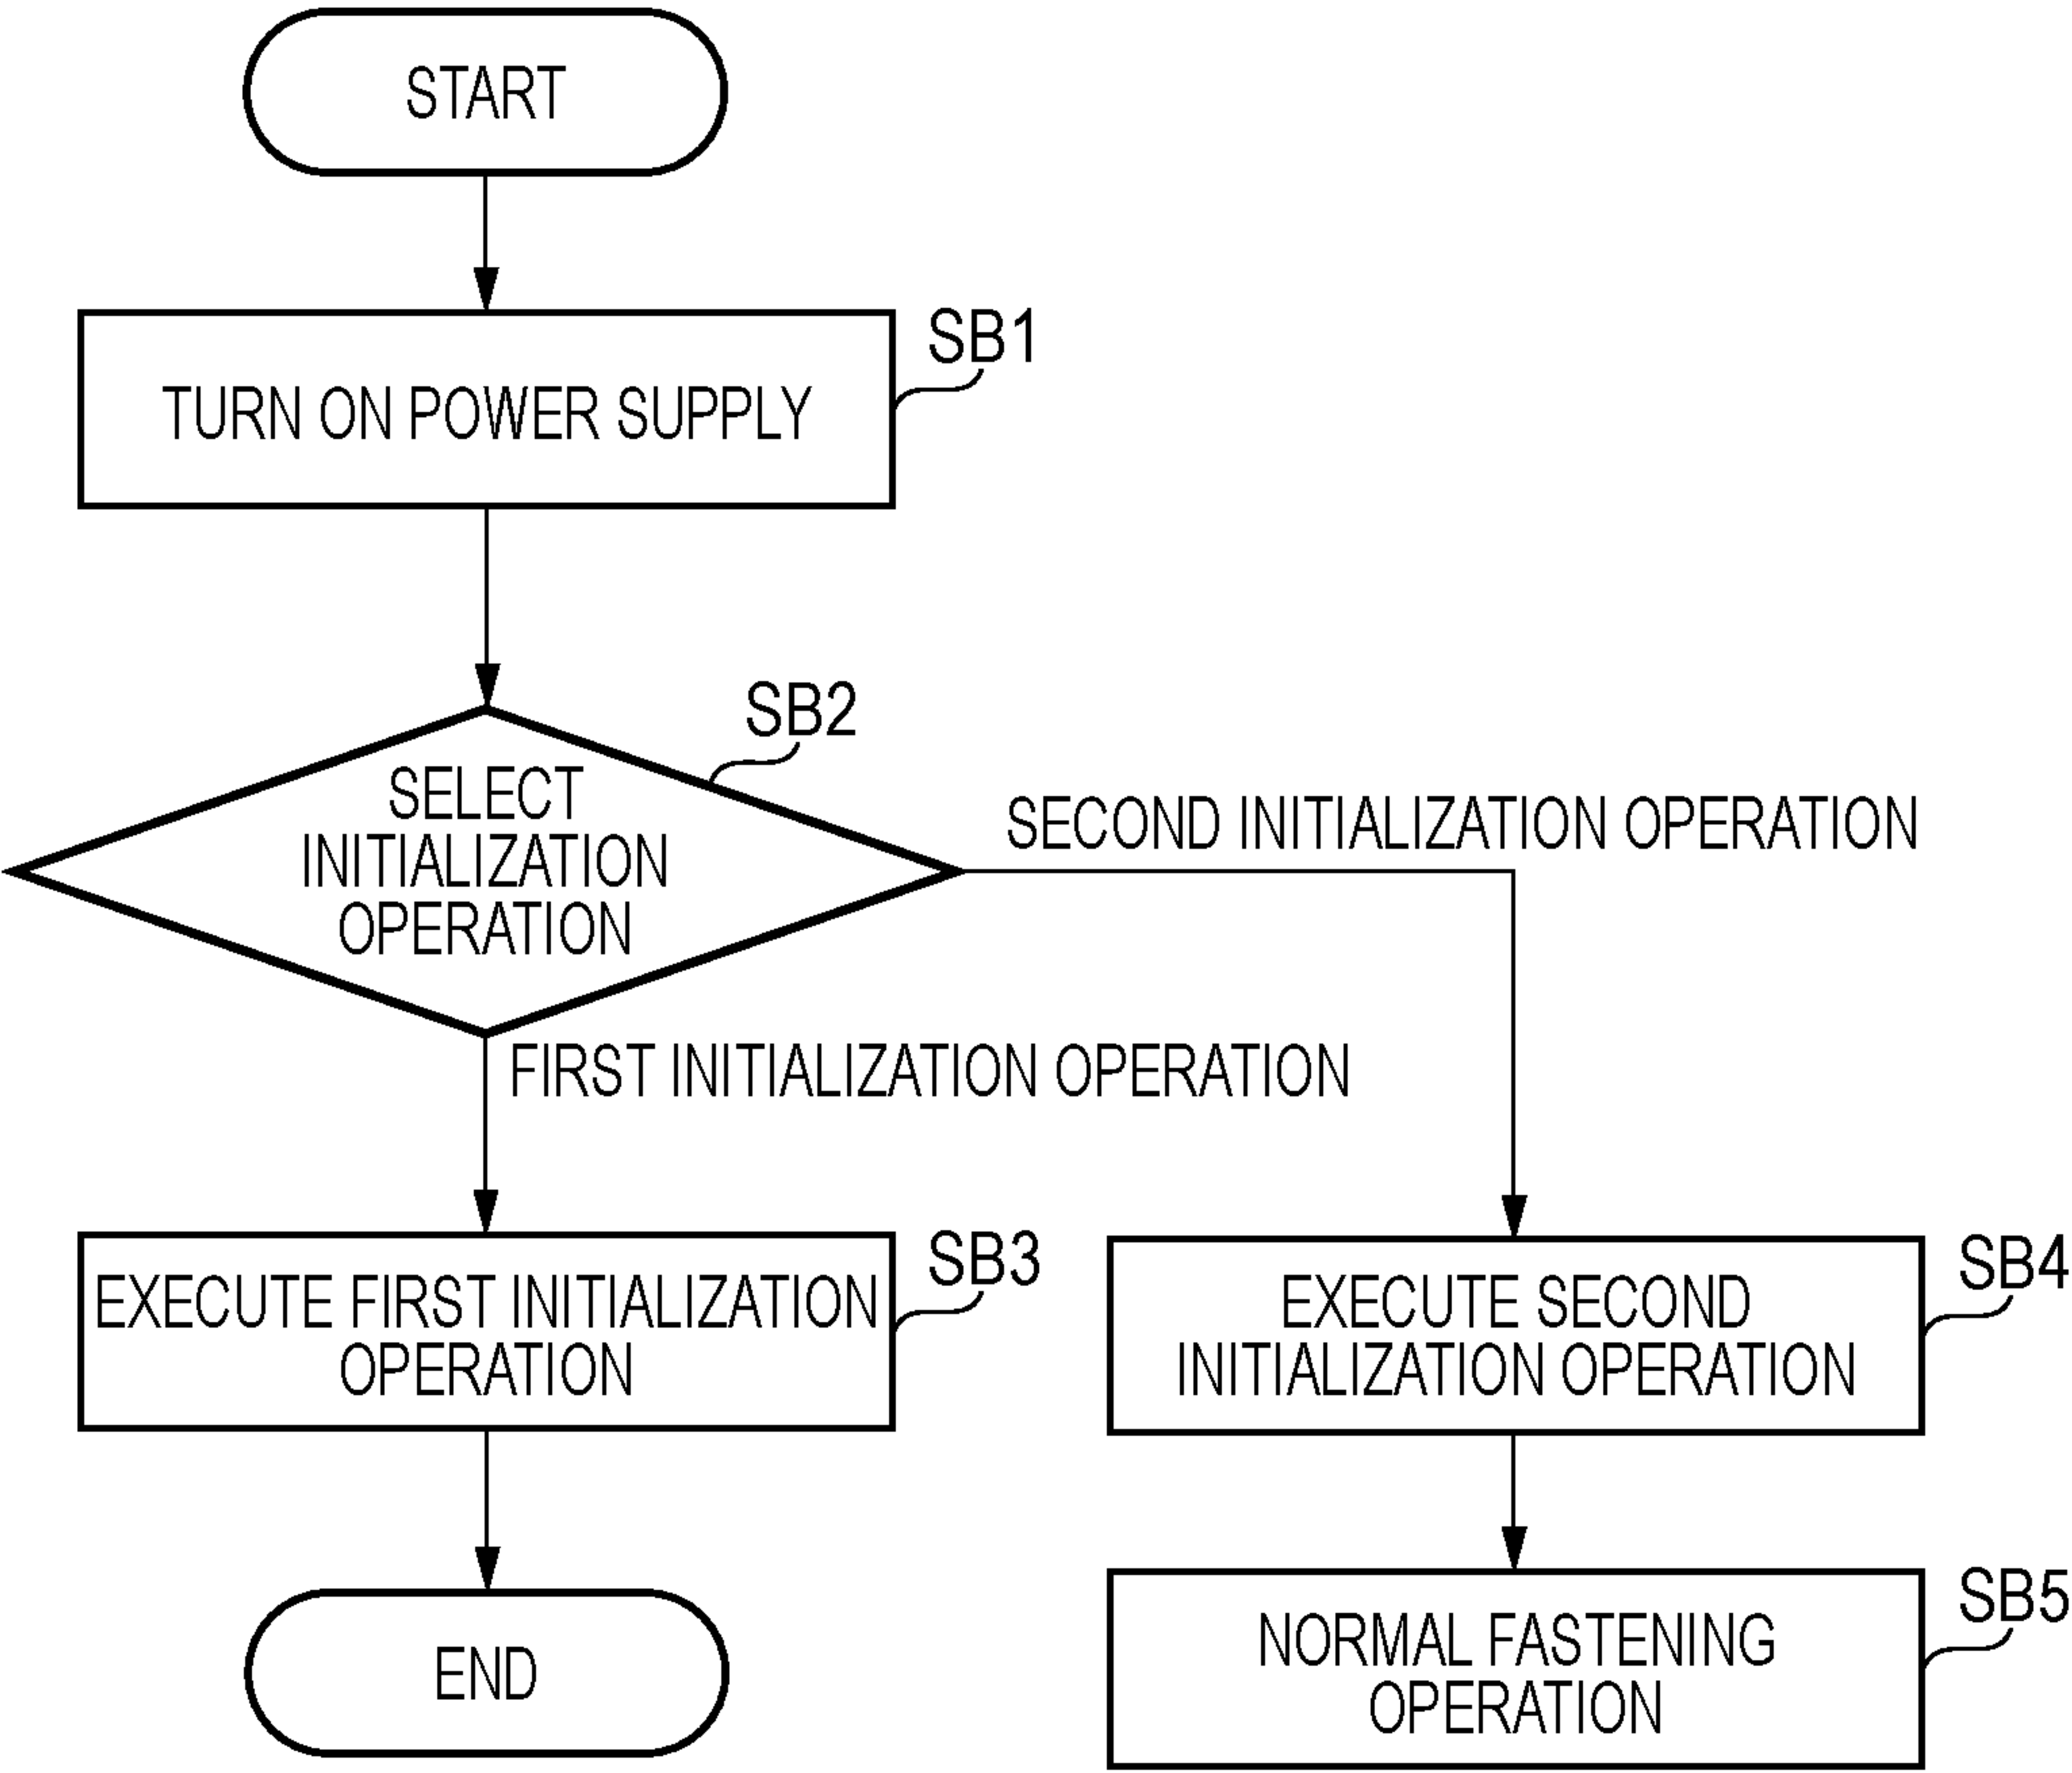 START
SB1
TURN ON POWER SUPPLY
SB2
SELECT
INITIALIZATION
OPERATION
SECOND INITIALIZATION OPERATION
FIRST INITIALIZATION OPERATION
SB3
EXECUTE FIRST INITIALIZATION
OPERATION
SB4
EXECUTE SECOND
INITIALIZATION OPERATION
END
SB5
NORMAL FASTENING
OPERATION